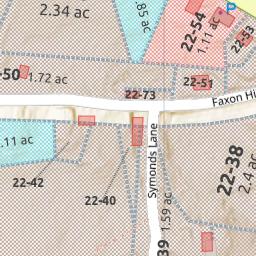 2.34 ac
.85 ac
22-54
1.11 ac
P
22-53
-50
1.72 ac
22-51
22-73
Faxon Hi
.11 ac
Symonds Lane
22-42
22-40
22-38
2.4 a
1.59 ac
39